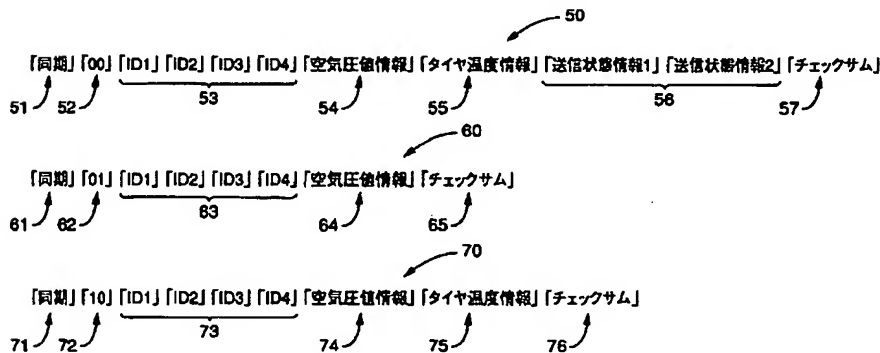 50
「同期」「00」「ID1」「ID2」「ID3」「ID4」「空気圧値情報」「タイヤ温度情報」「送信状態情報1」「送信状態情報2」「チェックサム」
51 52 53 54 55 56 57
60
「同期」「01」「ID1」「ID2」「ID3」「ID4」「空気圧値情報」「チェックサム」
61 62 63 64 65
70
「同期」「10」「ID1」「ID2」「ID3」「ID4」「空気圧値情報」「タイヤ温度情報」「チェックサム」
71 72 73 74 75 76